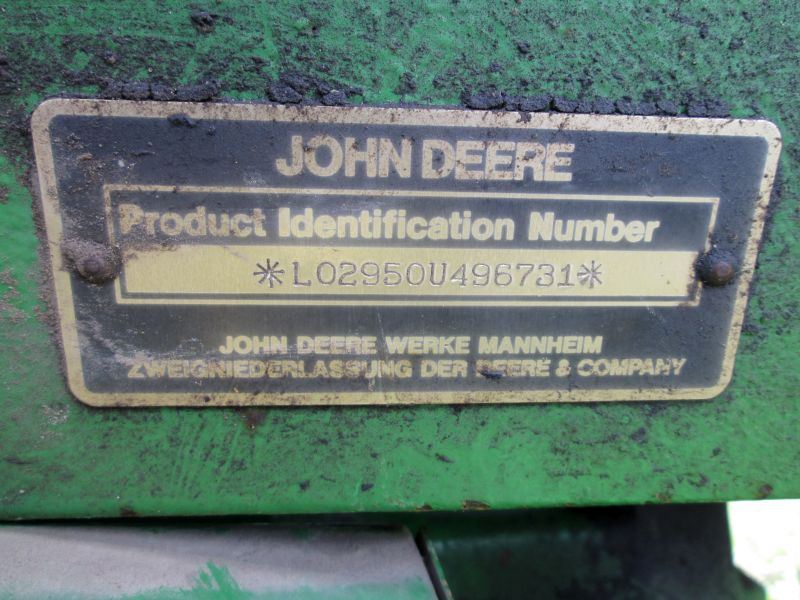 JOHN DEERE
Product Identification Number
*L02950U496731*
JOHN DEERE WERKE MANNHEIM
ZWEIGNIEDERLASSUNG DER DEERE & COMPANY